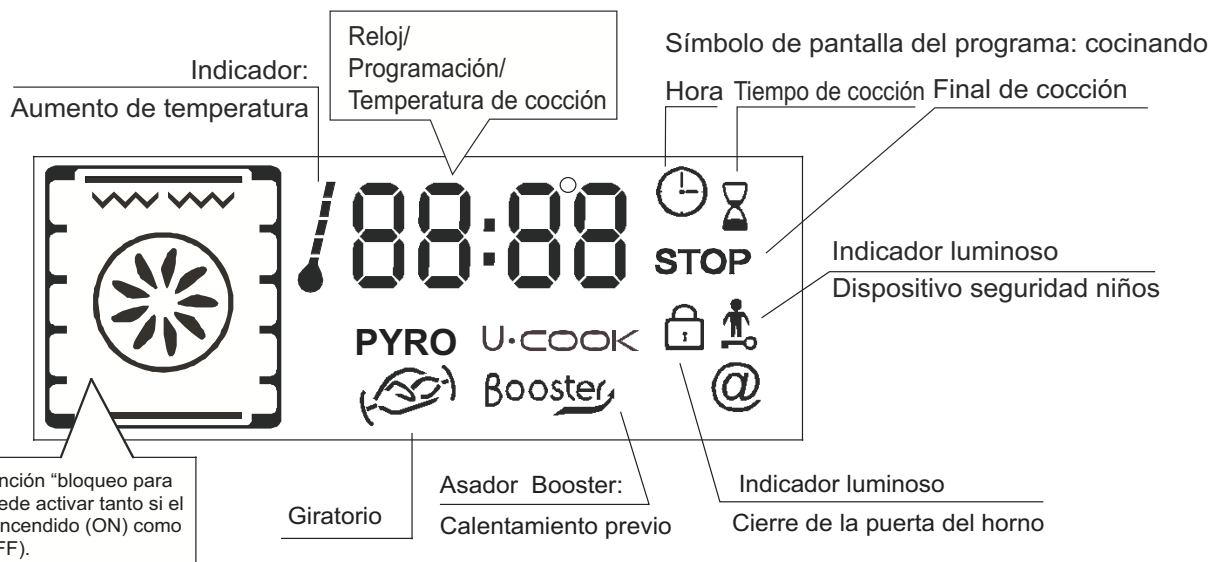 Indicador:
Aumento de temperatura
Reloj/
Programación/
Temperatura de cocción
Símbolo de pantalla del programa: cocinando
Hora Tiempo de cocción Final de cocción
88:88
STOP
Indicador luminoso
Dispositivo seguridad niños
PYRO U·COOK
Booster @
nción “bloqueo para
ede activar tanto si el
ncendido (ON) como
FF).
Giratorio
Asador Booster:
Calentamiento previo
Indicador luminoso
Cierre de la puerta del horno